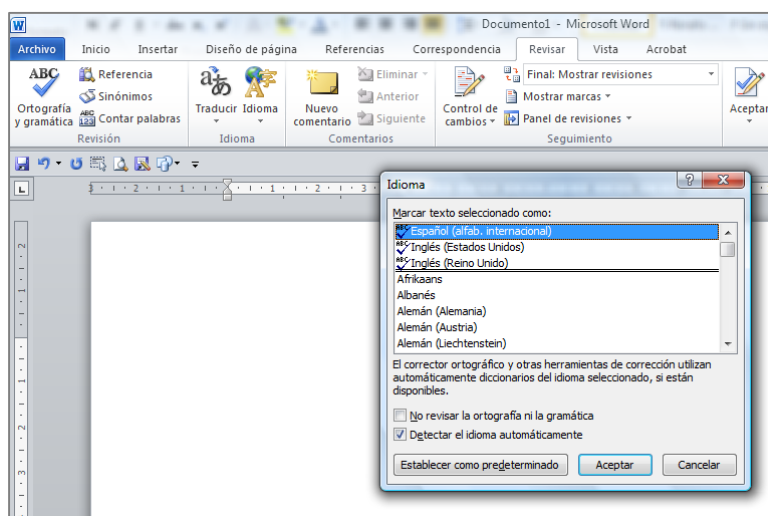 Documento1 - Microsoft Word
Archivo Inicio Insertar Diseño de página Referencias Correspondencia Revisar Vista Acrobat
ABC Referencia Eliminar Final: Mostrar revisiones
Sinónimos Anterior Mostrar marcas
Ortografía y gramática ABC 123 Contar palabras Traducir Idioma Nuevo comentario Siguiente Control de cambios Panel de revisiones Aceptar
Revisión Idioma Comentarios Seguimiento
Idioma
Marcar texto seleccionado como:
Español (alfab. internacional)
Inglés (Estados Unidos)
Inglés (Reino Unido)
Afrikaans
Albanés
Alemán (Alemania)
Alemán (Austria)
Alemán (Liechtenstein)
El corrector ortográfico y otras herramientas de corrección utilizan
automáticamente diccionarios del idioma seleccionado, si están
disponibles.
No revisar la ortografía ni la gramática
Detectar el idioma automáticamente
Establecer como predeterminado Aceptar Cancelar